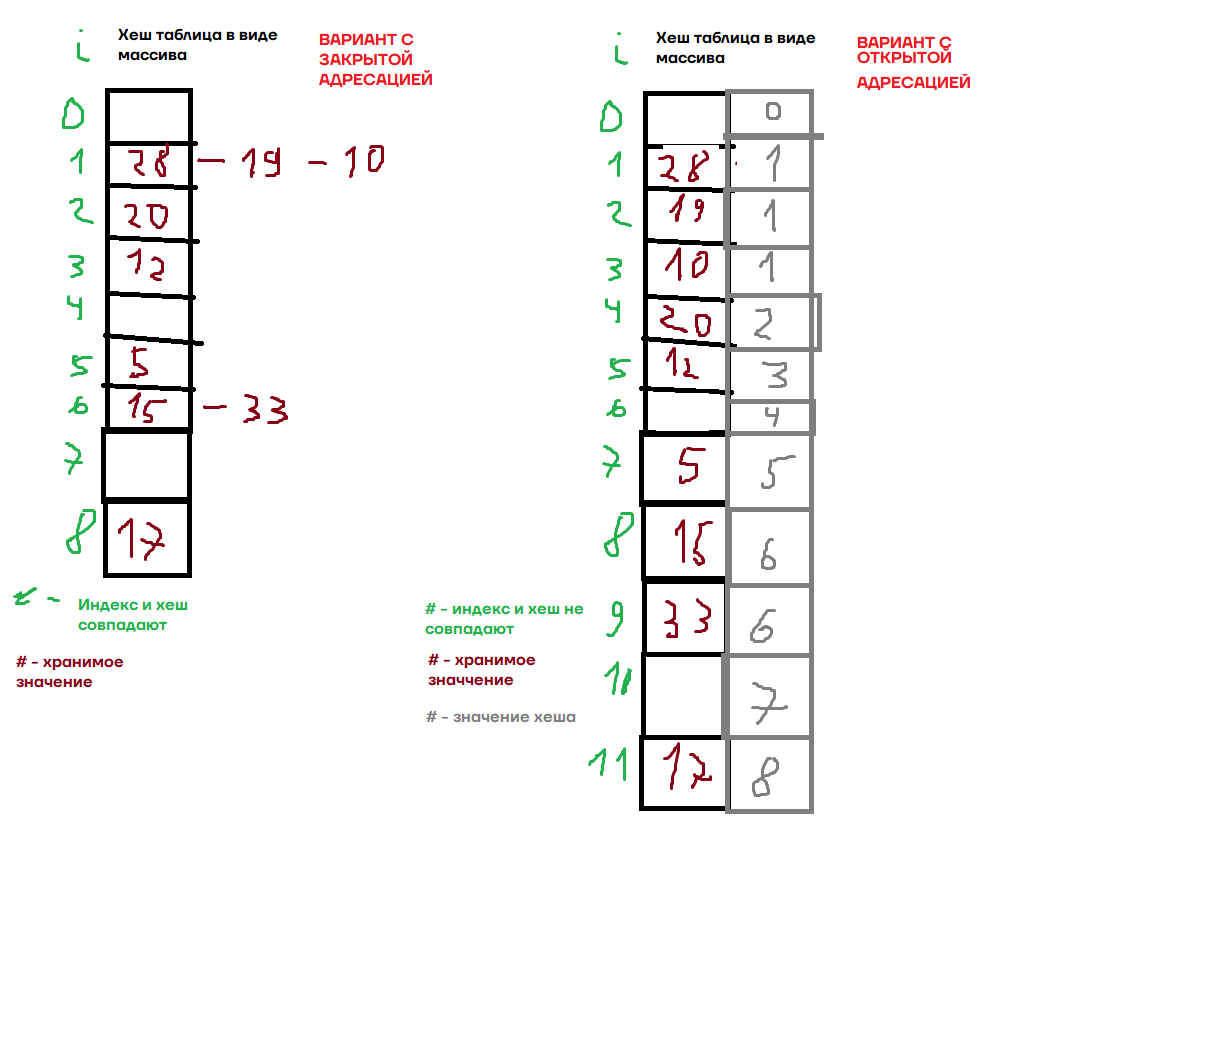 i
Хеш таблица в виде
массива
ВАРИАНТ С
ЗАКРЫТОЙ
АДРЕСАЦИЕЙ
0
1 28 - 19 - 10
2 20
3 12
4
5 5
6 15 - 33
7
8 17
Индекс и хеш
совпадают
# - хранимое
значение
i
Хеш таблица в виде
массива
ВАРИАНТ С
ОТКРЫТОЙ
АДРЕСАЦИЕЙ
0 0
1 28 1
2 19 1
3 10 1
4 20 2
5 12 3
6 4
7 5 5
8 15 6
9 33 6
10 7
11 17 8
# - индекс и хеш не
совпадают
# - хранимое
значчение
# - значение хеша